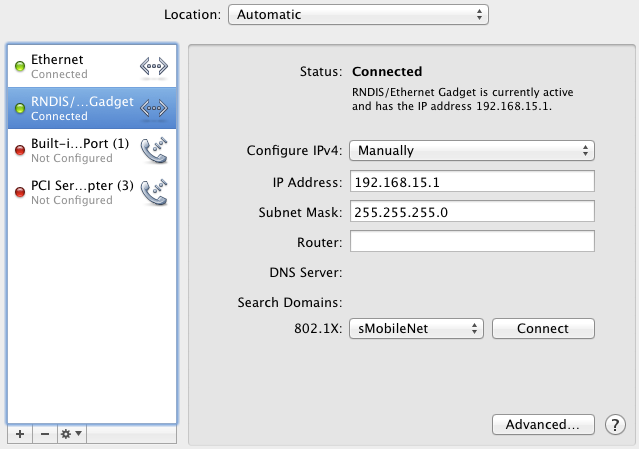 Location: Automatic
Ethernet
Connected
RNDIS/...Gadget
Connected
Built-i...Port (1)
Not Configured
PCI Ser...pter (3)
Not Configured
Status: Connected
RNDIS/Ethernet Gadget is currently active
and has the IP address 192.168.15.1.
Configure IPv4: Manually
IP Address: 192.168.15.1
Subnet Mask: 255.255.255.0
Router:
DNS Server:
Search Domains:
802.1X: sMobileNet Connect
Advanced... ?